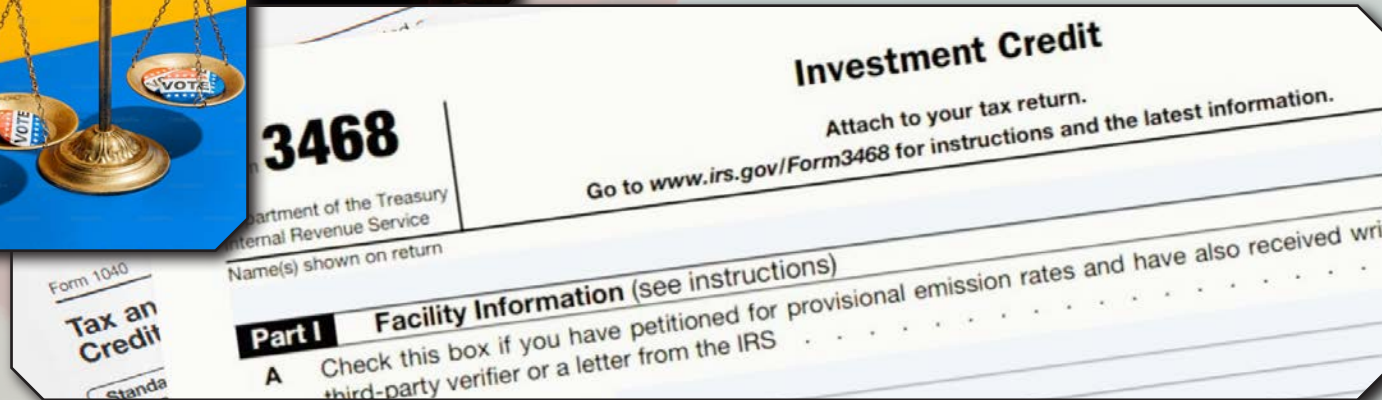 VOTE
VOTE
Investment Credit
3468
Attach to your tax return.
Go to www.irs.gov/Form3468 for instructions and the latest information.
Department of the Treasury
Internal Revenue Service
Name(s) shown on return
Form 1040
Tax an
Credit
Standa
Part I Facility Information (see instructions)
A Check this box if you have petitioned for provisional emission rates and have also received wri
third-party verifier or a letter from the IRS . . . . . . . . . . . . . .